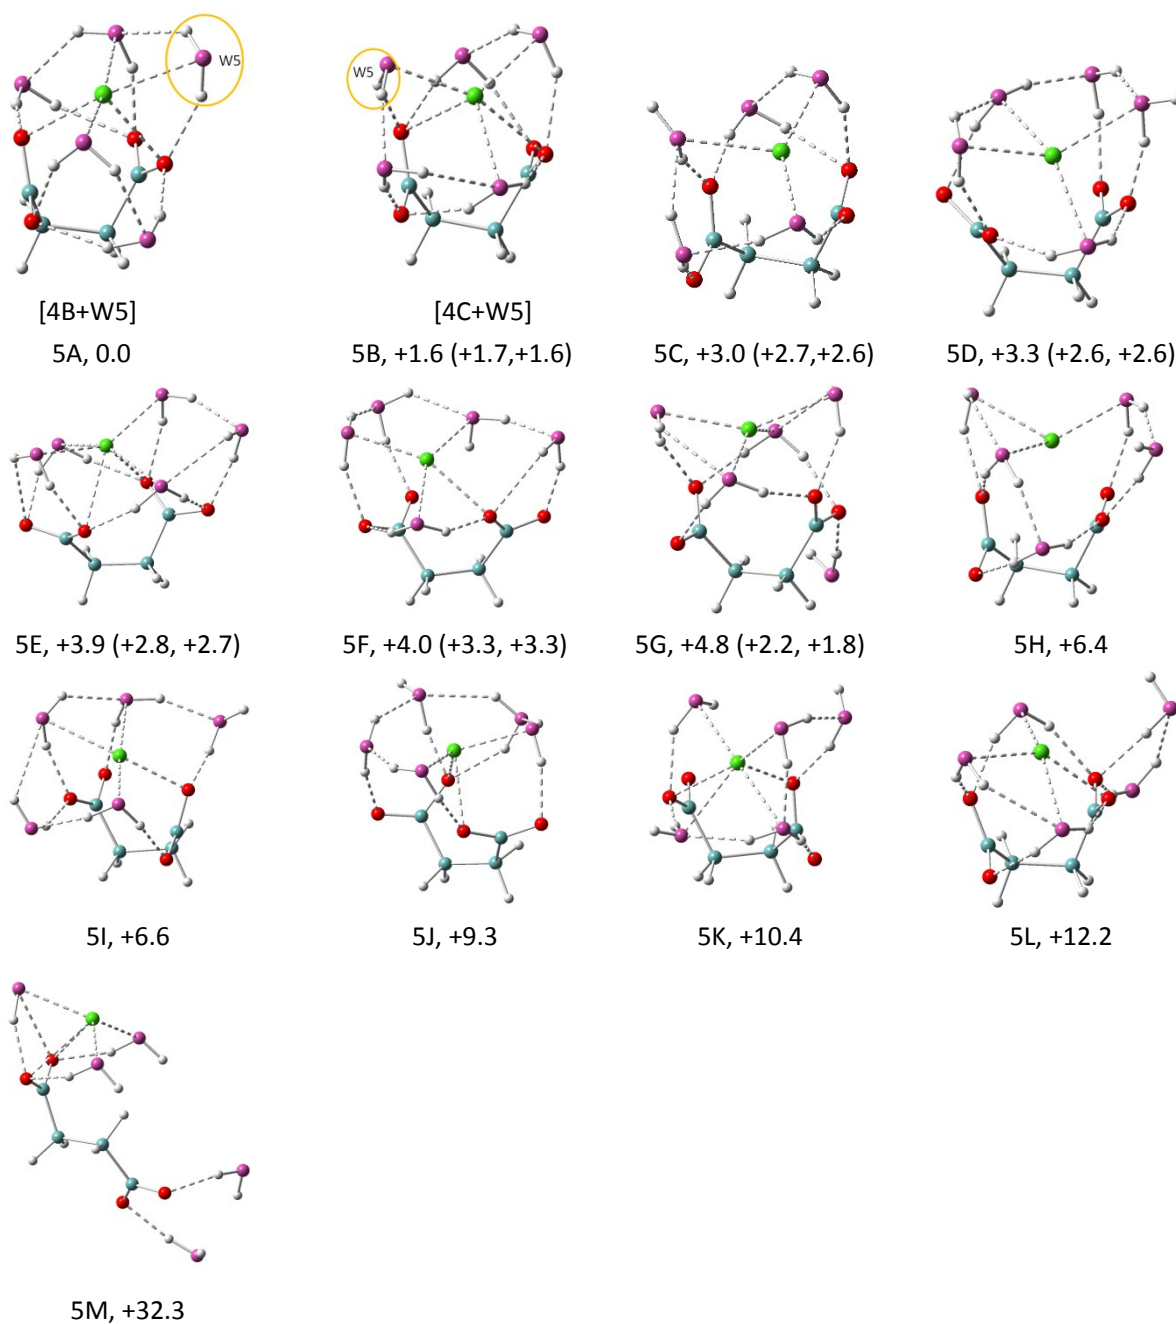 W5
W5
[4B+W5]
[4C+W5]
5A, 0.0
5B, +1.6 (+1.7,+1.6)
5C, +3.0 (+2.7,+2.6)
5D, +3.3 (+2.6, +2.6)
5E, +3.9 (+2.8, +2.7)
5F, +4.0 (+3.3, +3.3)
5G, +4.8 (+2.2, +1.8)
5H, +6.4
5I, +6.6
5J, +9.3
5K, +10.4
5L, +12.2
5M, +32.3